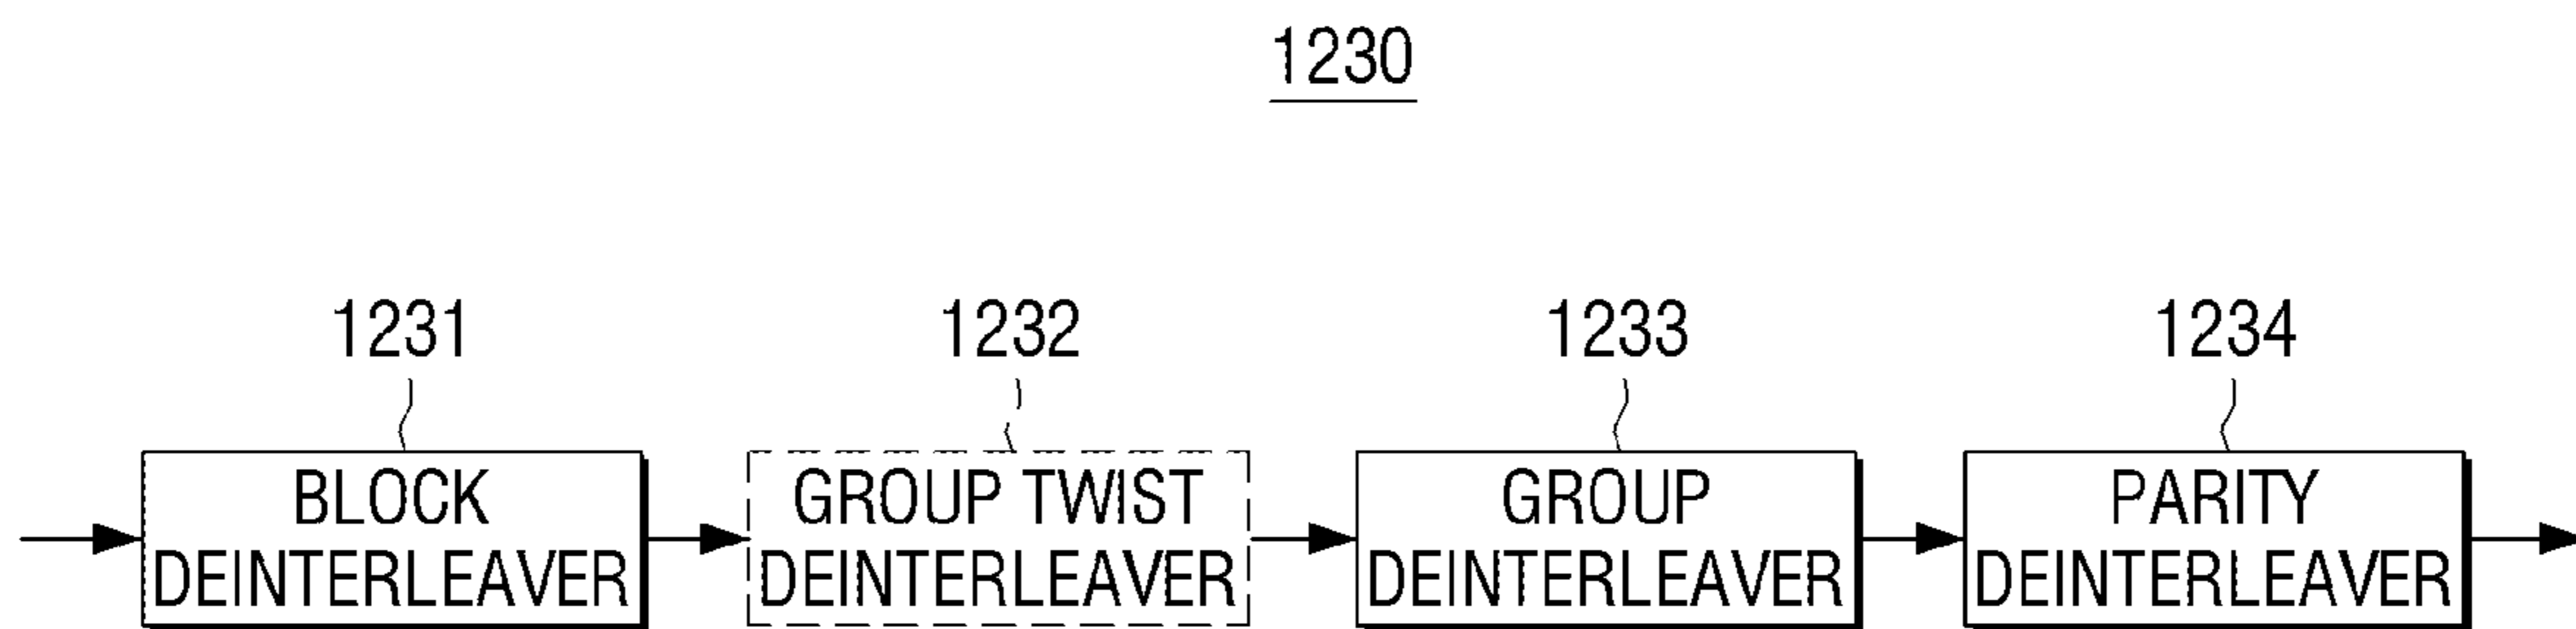 1230
1231
1232
1233
1234
BLOCK
DEINTERLEAVER
GROUP TWIST
DEINTERLEAVER
GROUP
DEINTERLEAVER
PARITY
DEINTERLEAVER